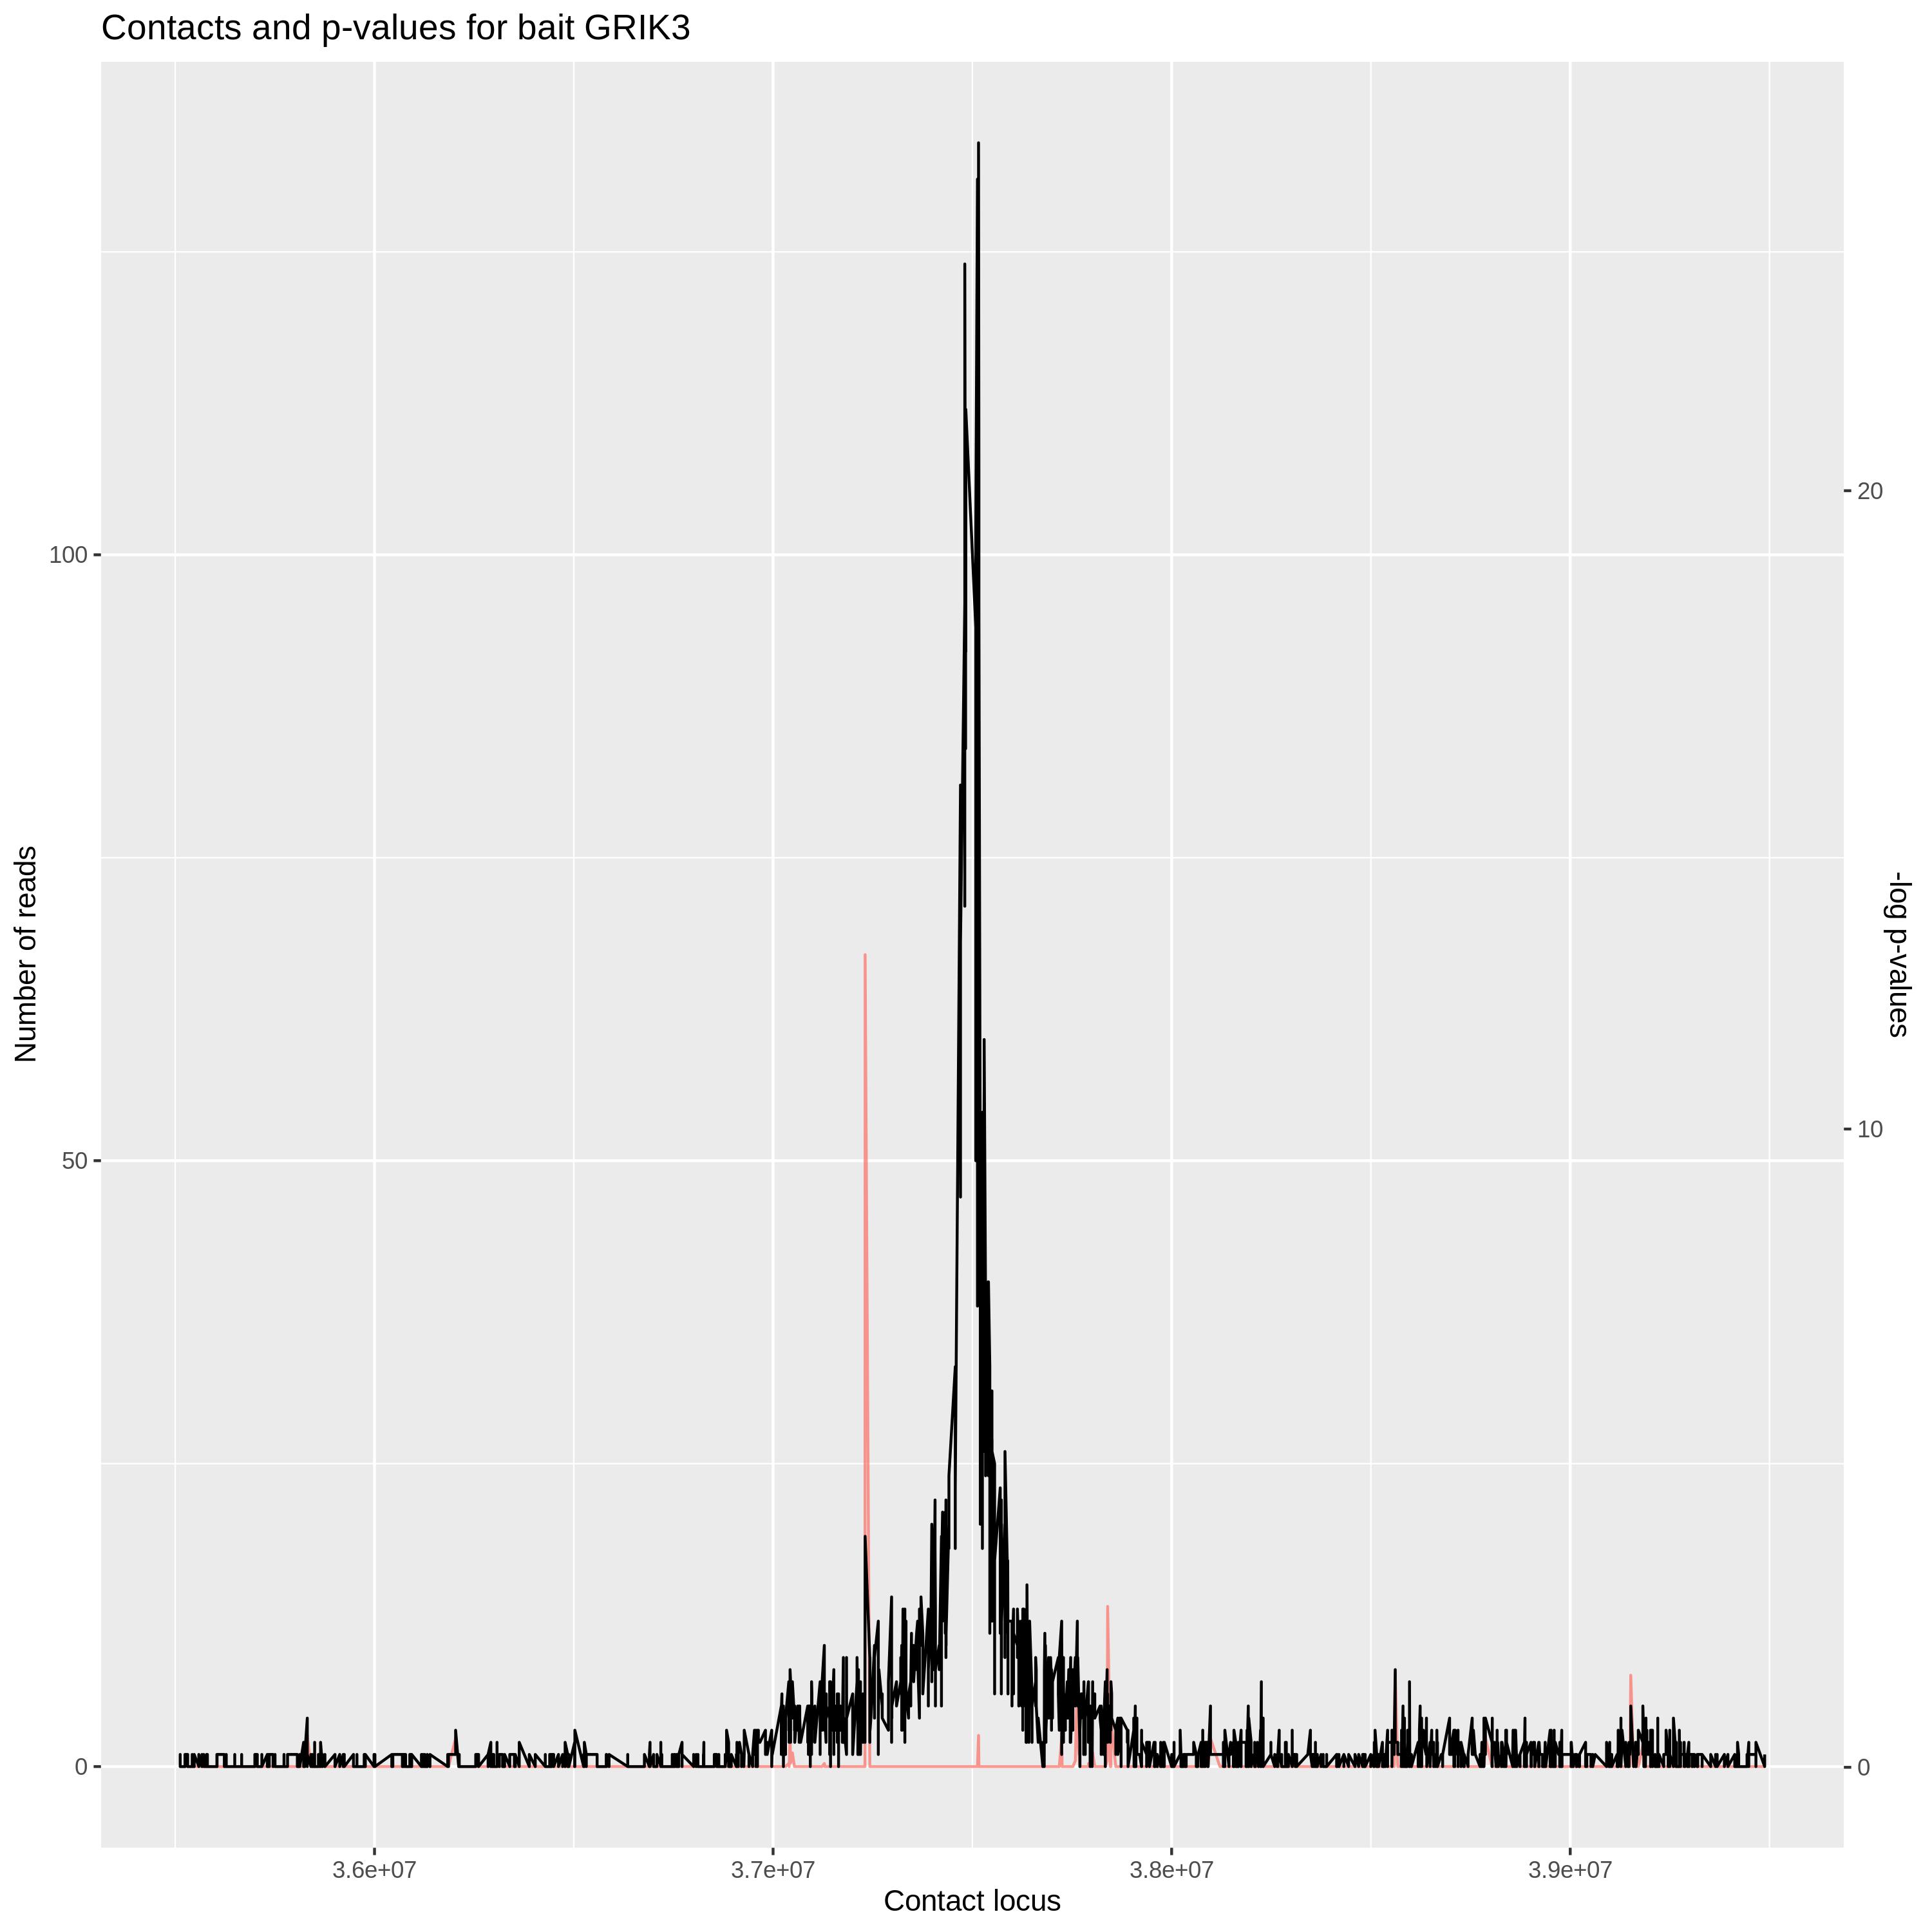 Contacts and p-values for bait GRIK3
100
50
0
Number of reads
20
10
0
-log p-values
3.6e+07
3.7e+07
3.8e+07
3.9e+07
Contact locus